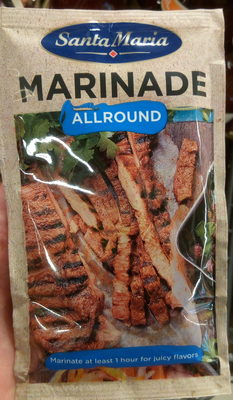 Santa Maria
MARINADE
ALLROUND
Marinate at least 1 hour for juicy flavors